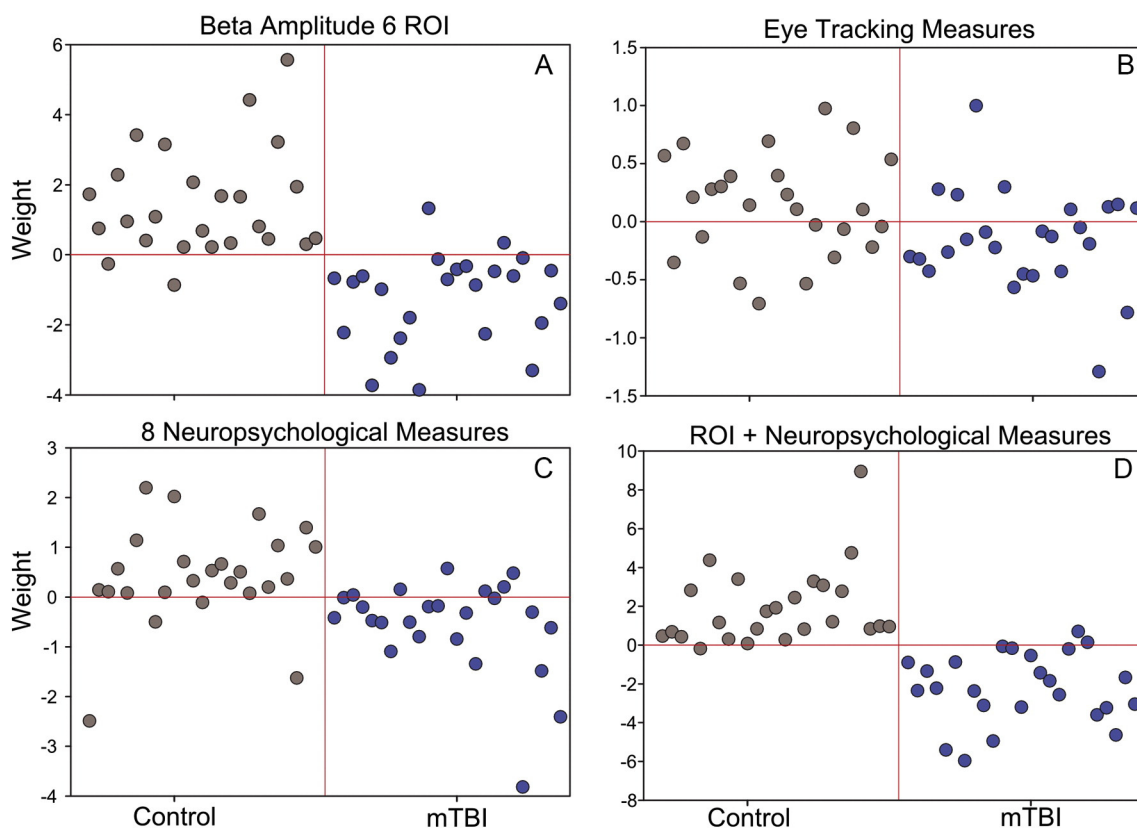 Beta Amplitude 6 ROI
A
Weight
6
4
2
0
-2
-4
Eye Tracking Measures
B
1.5
1.0
0.5
0.0
-0.5
-1.0
-1.5
8 Neuropsychological Measures
C
Weight
3
2
1
0
-1
-2
-3
-4
Control mTBI
ROI + Neuropsychological Measures
D
10
8
6
4
2
0
-2
-4
-6
-8
Control mTBI